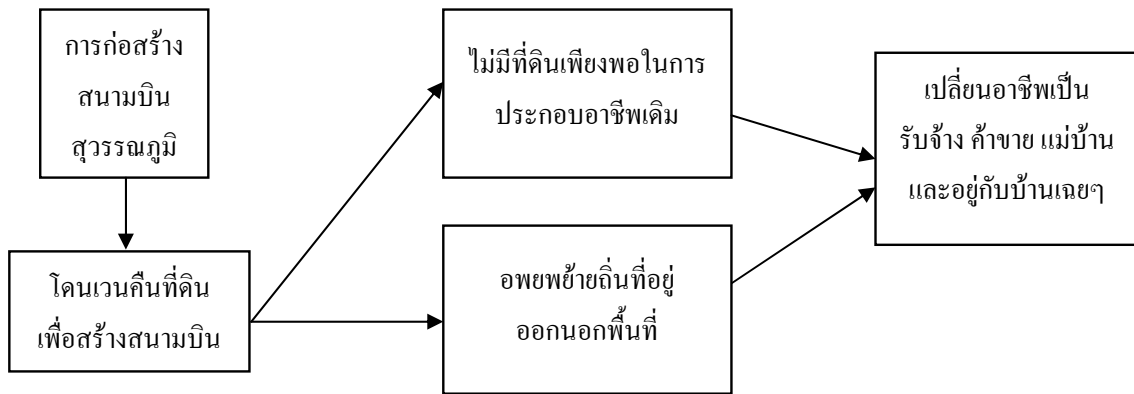 การก่อสร้าง
สนามบิน
สุวรรณภูมิ
โดนเวนคืนที่ดิน
เพื่อสร้างสนามบิน
ไม่มีที่ดินเพียงพอในการ
ประกอบอาชีพเดิม
อพยพย้ายถิ่นที่อยู่
ออกนอกพื้นที่
เปลี่ยนอาชีพเป็น
รับจ้าง ค้าขาย แม่บ้าน
และอยู่กับบ้านเฉยๆ